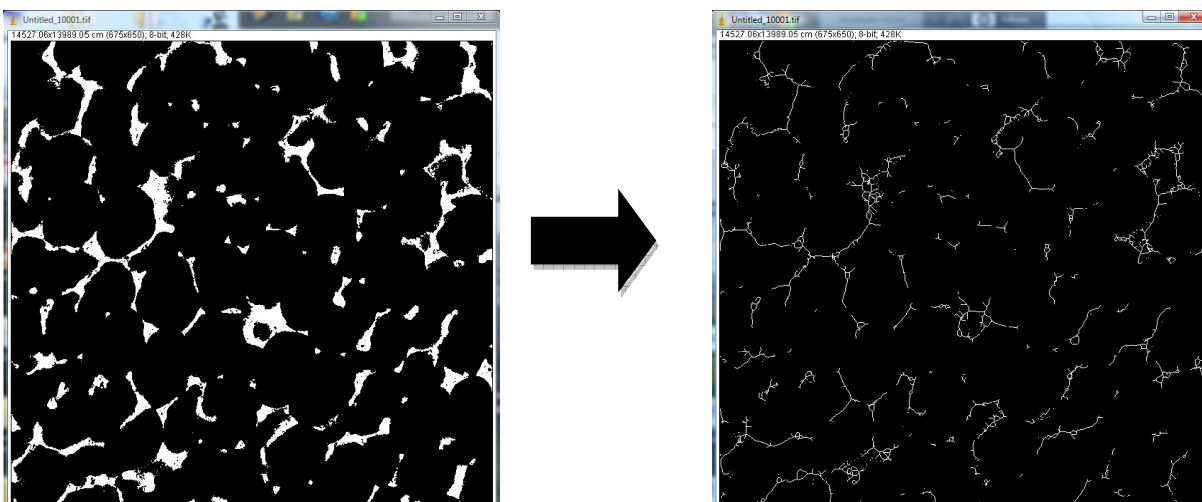 Untitled_10001.tif
14527.06x13989.05 cm (675x650); 8-bit; 428K
Untitled_10001.tif
14527.06x13989.05 cm (675x650); 8-bit; 428K